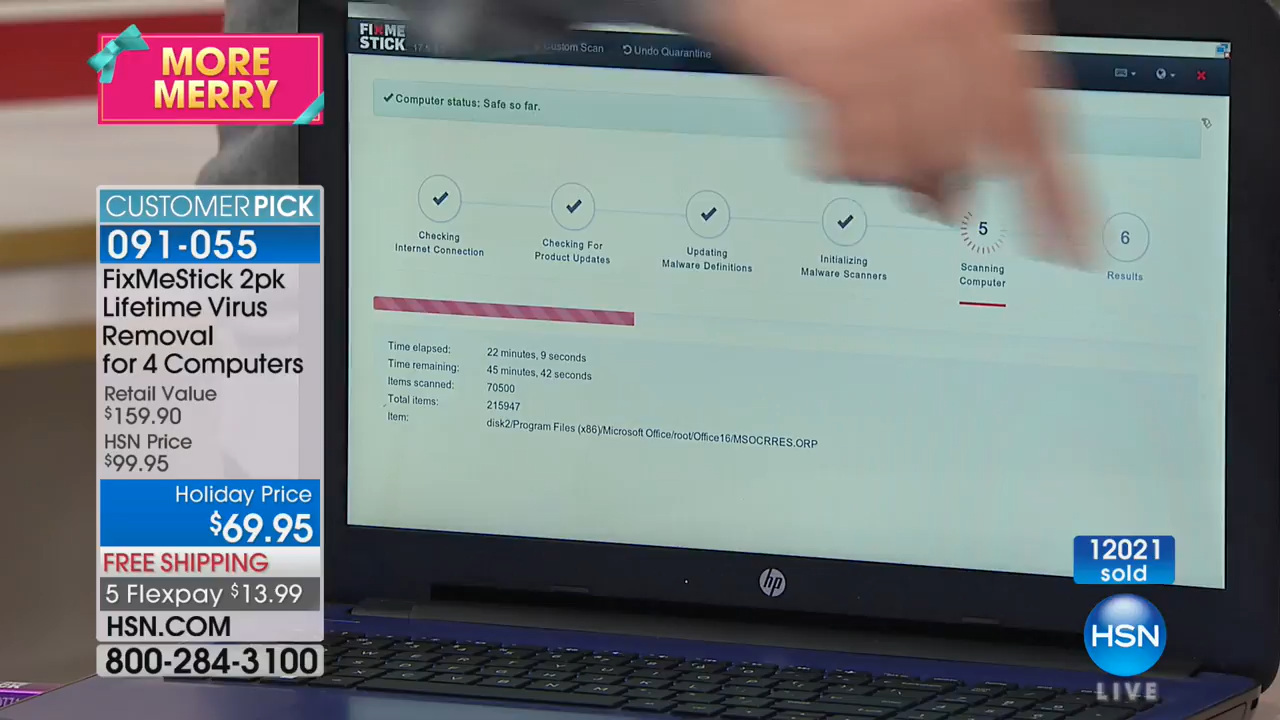 MORE
MERRY
CUSTOMER PICK
091-055
FixMeStick 2pk
Lifetime Virus
Removal
for 4 Computers
Retail Value
$159.90
HSN Price
$99.95
Holiday Price
$69.95
FREE SHIPPING
5 Flexpay $13.99
HSN.COM
800-284-3100
FIXME
STICK
Custom Scan
Undo Quarantine
Computer status: Safe so far.
Checking
Internet Connection
Checking For
Product Updates
Updating
Malware Definitions
Initializing
Malware Scanners
5
Scanning
Computer
6
Results
Time elapsed: 22 minutes, 9 seconds
Time remaining: 45 minutes, 42 seconds
Items scanned: 70500
Total items: 215947
Item: disk2/Program Files (x86)/Microsoft Office/root/Office16/MSOCRRES.ORP
hp
12021
sold
HSN
LIVE